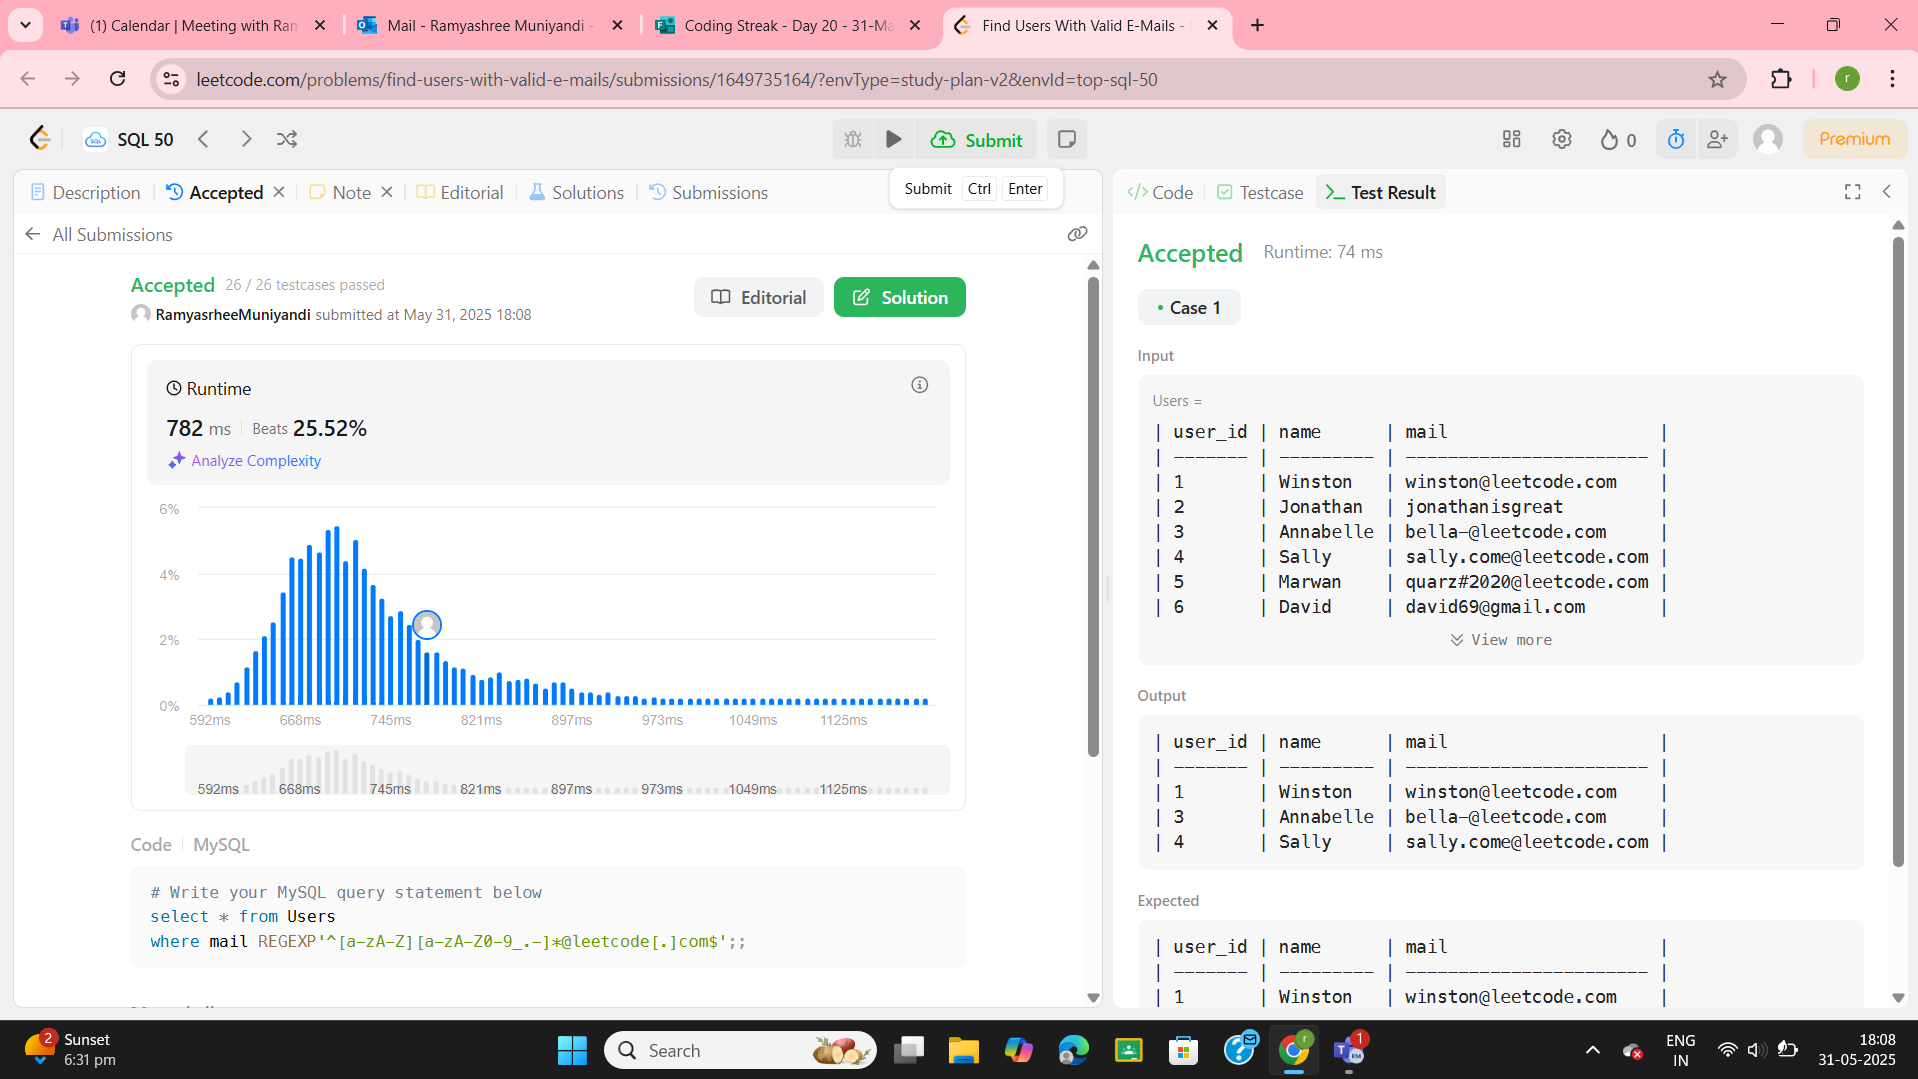 (1) Calendar | Meeting with Ram
Mail - Ramyashree Muniyandi -
Coding Streak - Day 20 - 31-Ma
Find Users With Valid E-Mails -
leetcode.com/problems/find-users-with-valid-e-mails/submissions/1649735164/?envType=study-plan-v2&envId=top-sql-50
r
SQL
SQL 50
Submit
0
Premium
Description
Accepted
Note
Editorial
Solutions
Submissions
Submit Ctrl Enter
Code
Testcase
Test Result
All Submissions
Accepted 26 / 26 testcases passed
RamyasrheeMuniyandi submitted at May 31, 2025 18:08
Editorial
Solution
Runtime
782 ms Beats 25.52%
Analyze Complexity
6%
4%
2%
0%
592ms 668ms 745ms 821ms 897ms 973ms 1049ms 1125ms
592ms 668ms 745ms 821ms 897ms 973ms 1049ms 1125ms
Code MySQL
# Write your MySQL query statement below
select * from Users
where mail REGEXP'^[a-zA-Z][a-zA-Z0-9_.-]*@leetcode[.]com$';;
Accepted Runtime: 74 ms
• Case 1
Input
Users =
| user_id | name | mail |
| ------- | --------- | ----------------------- |
| 1 | Winston | winston@leetcode.com |
| 2 | Jonathan | jonathanisgreat |
| 3 | Annabelle | bella-@leetcode.com |
| 4 | Sally | sally.come@leetcode.com |
| 5 | Marwan | quarz#2020@leetcode.com |
| 6 | David | david69@gmail.com |
View more
Output
| user_id | name | mail |
| ------- | --------- | ----------------------- |
| 1 | Winston | winston@leetcode.com |
| 3 | Annabelle | bella-@leetcode.com |
| 4 | Sally | sally.come@leetcode.com |
Expected
| user_id | name | mail |
| ------- | --------- | ----------------------- |
| 1 | Winston | winston@leetcode.com |
2
Sunset
6:31 pm
Search
r
1
RM
ENG
IN
18:08
31-05-2025